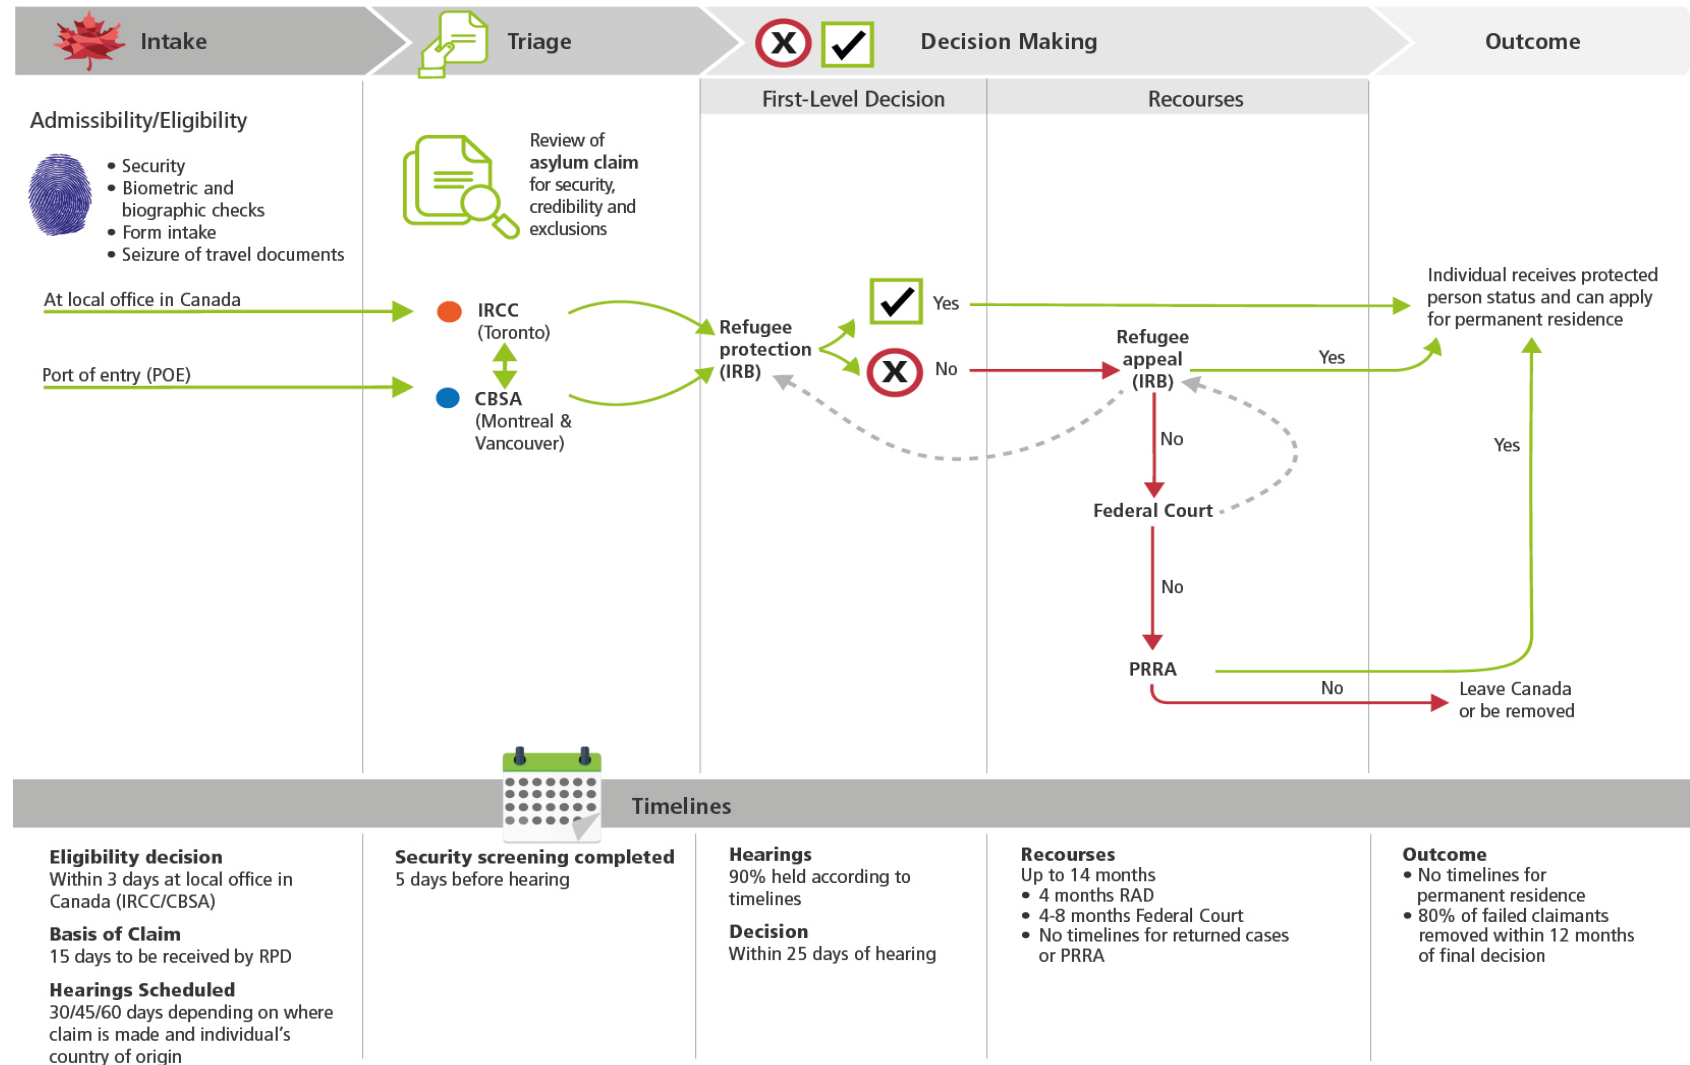 Intake
Triage
Decision Making
Outcome
First-Level Decision
Recourses
Admissibility/Eligibility
• Security
• Biometric and
biographic checks
• Form intake
• Seizure of travel documents
Review of
asylum claim
for security,
credibility and
exclusions
At local office in Canada
Port of entry (POE)
IRCC
(Toronto)
CBSA
(Montreal &
Vancouver)
Refugee
protection
(IRB)
Yes
X
No
Refugee
appeal
(IRB)
Yes
Individual receives protected
person status and can apply
for permanent residence
No
Yes
Federal Court
No
PRRA
No
Leave Canada
or be removed
Timelines
Eligibility decision
Within 3 days at local office in
Canada (IRCC/CBSA)
Basis of Claim
15 days to be received by RPD
Hearings Scheduled
30/45/60 days depending on where
claim is made and individual's
country of origin
Security screening completed
5 days before hearing
Hearings
90% held according to
timelines
Decision
Within 25 days of hearing
Recourses
Up to 14 months
• 4 months RAD
• 4-8 months Federal Court
• No timelines for returned cases
or PRRA
Outcome
• No timelines for
permanent residence
• 80% of failed claimants
removed within 12 months
of final decision